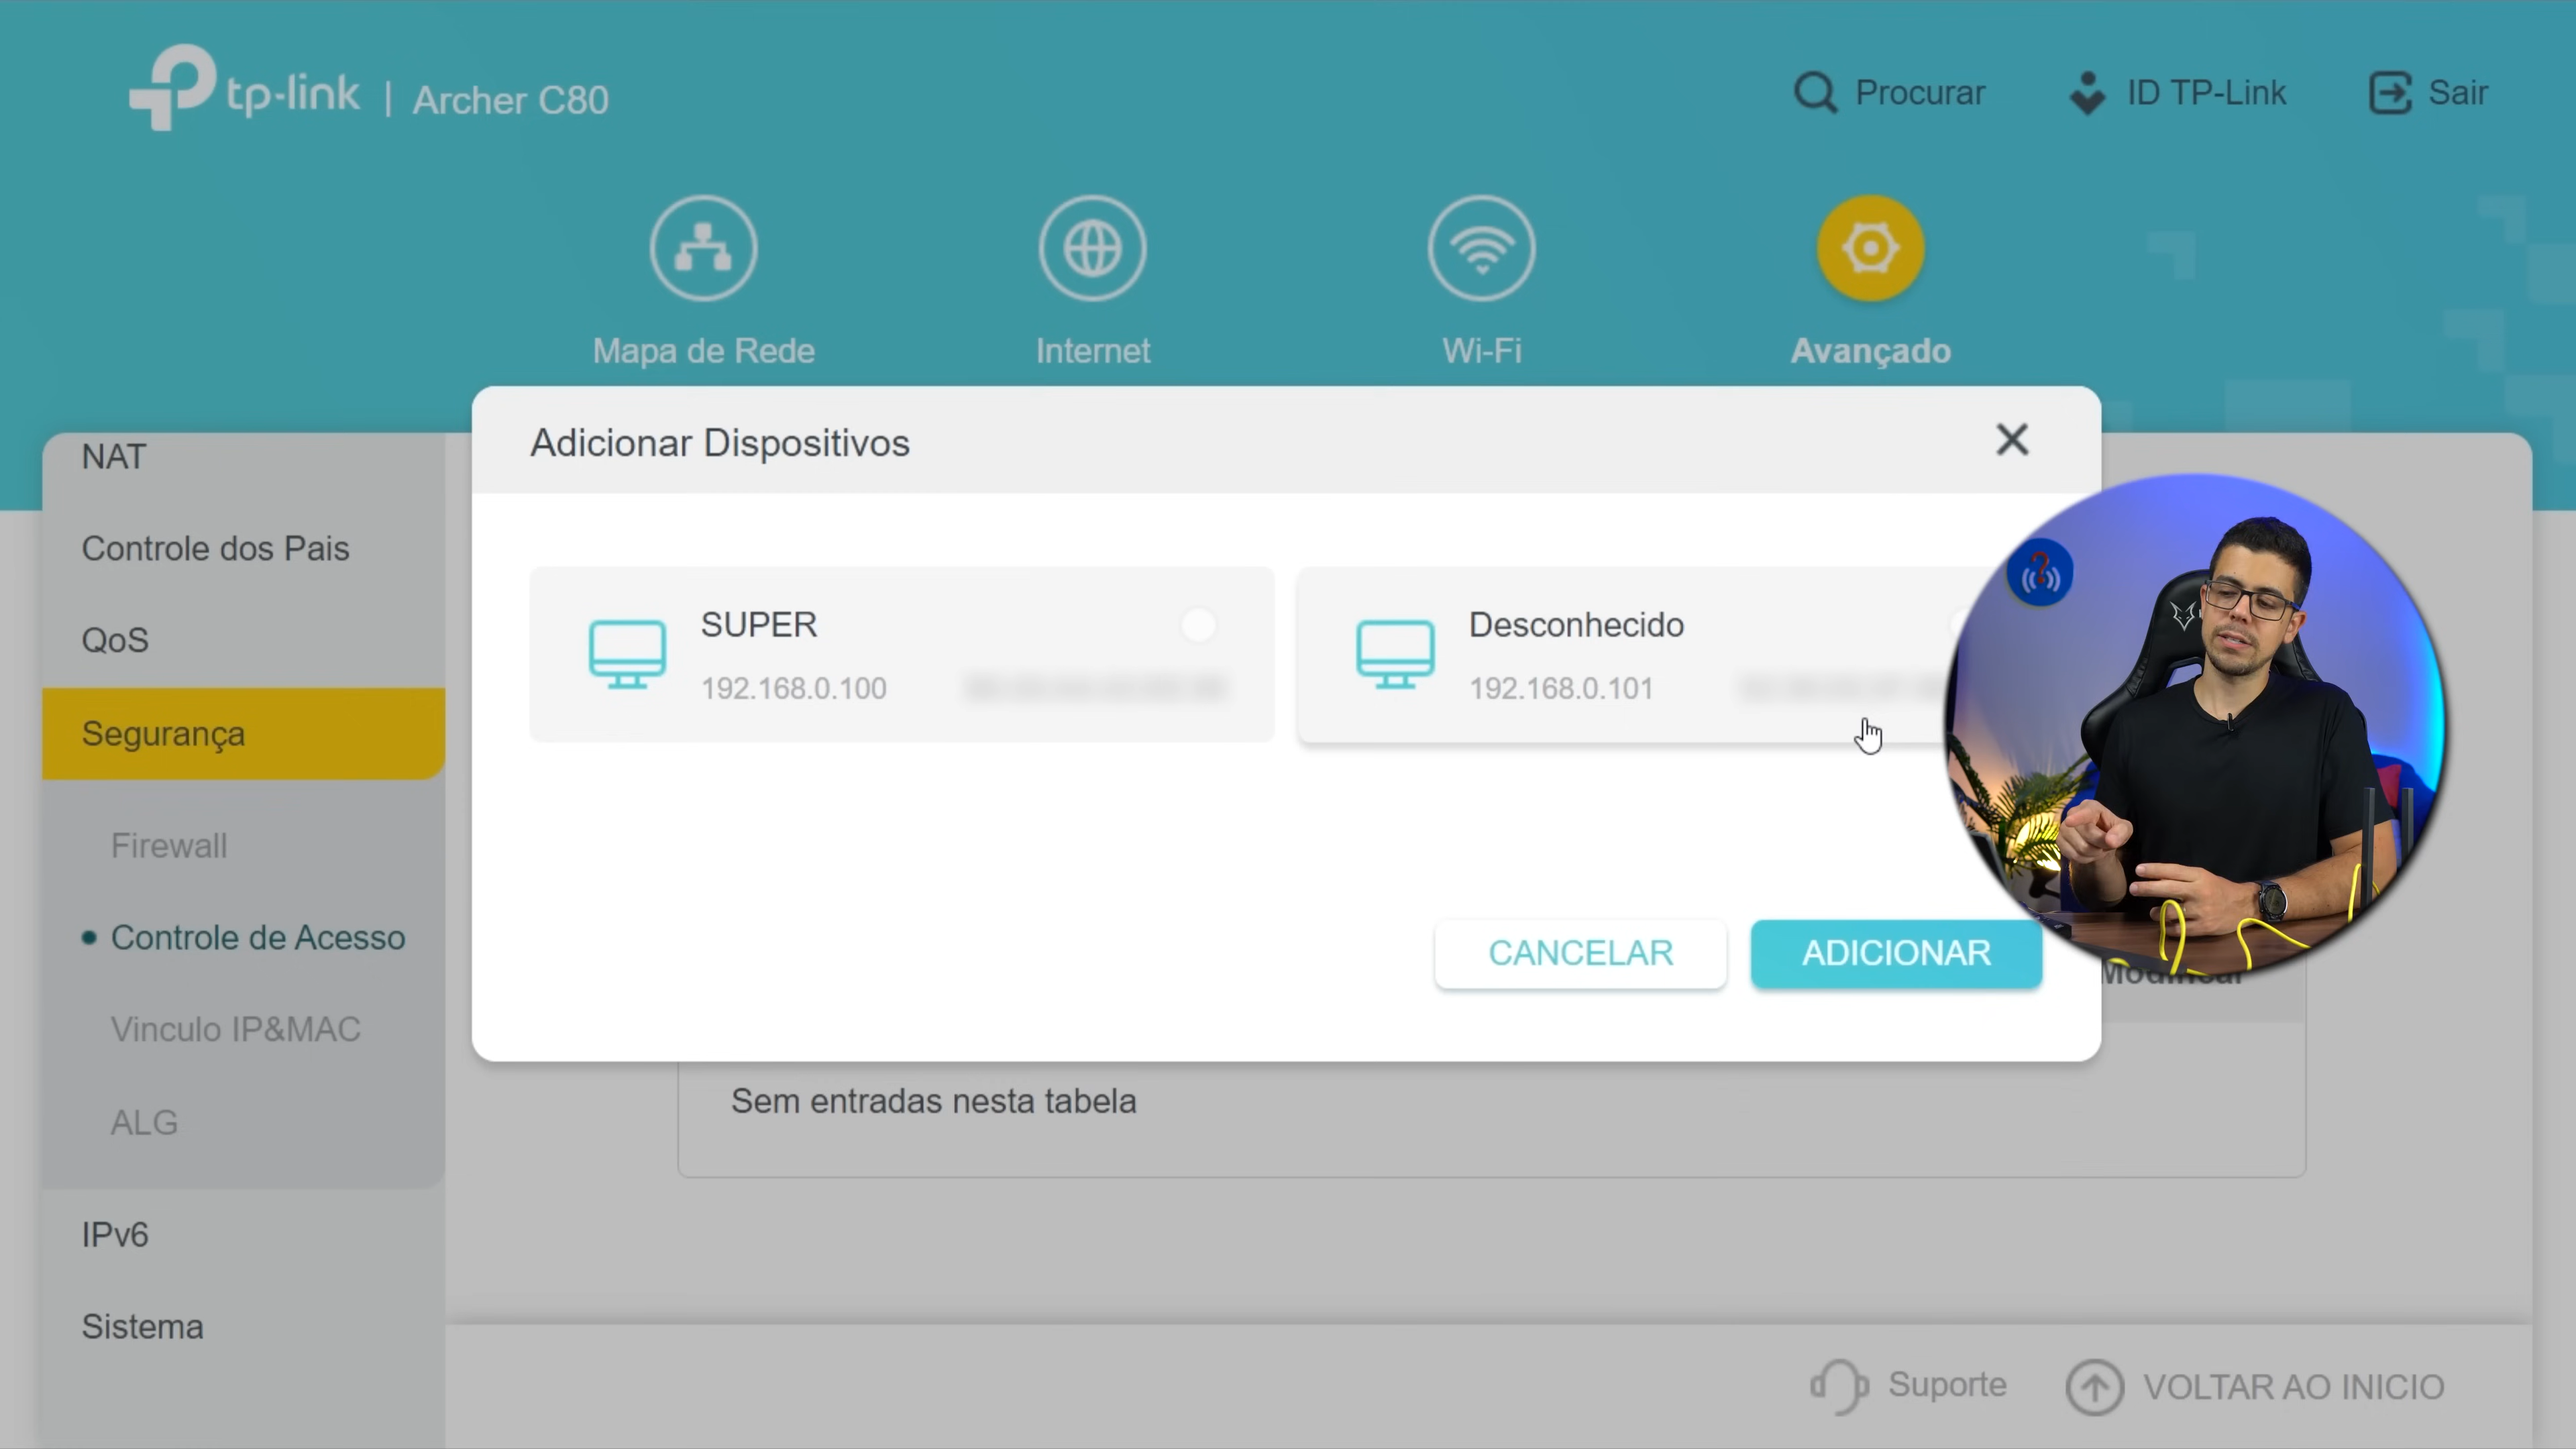 tp-link | Archer C80
Procurar
ID TP-Link
Sair
Mapa de Rede
Internet
Wi-Fi
Avançado
Adicionar Dispositivos
NAT
Controle dos Pais
QoS
Segurança
Firewall
Controle de Acesso
Vinculo IP&MAC
ALG
IPv6
Sistema
SUPER
192.168.0.100
Desconhecido
192.168.0.101
?
CANCELAR
ADICIONAR
Modificar
Sem entradas nesta tabela
Suporte
VOLTAR AO INICIO